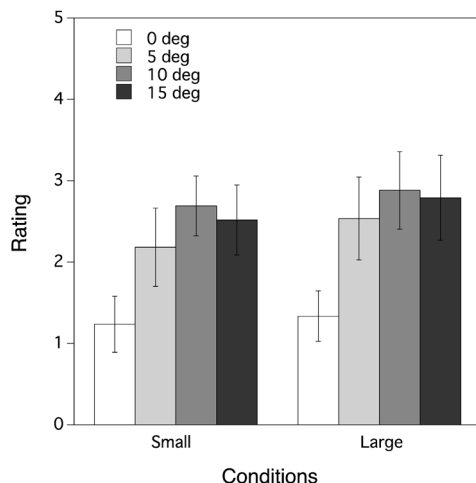 5
4
3
2
1
0
Rating
0 deg
5 deg
10 deg
15 deg
Small Large
Conditions